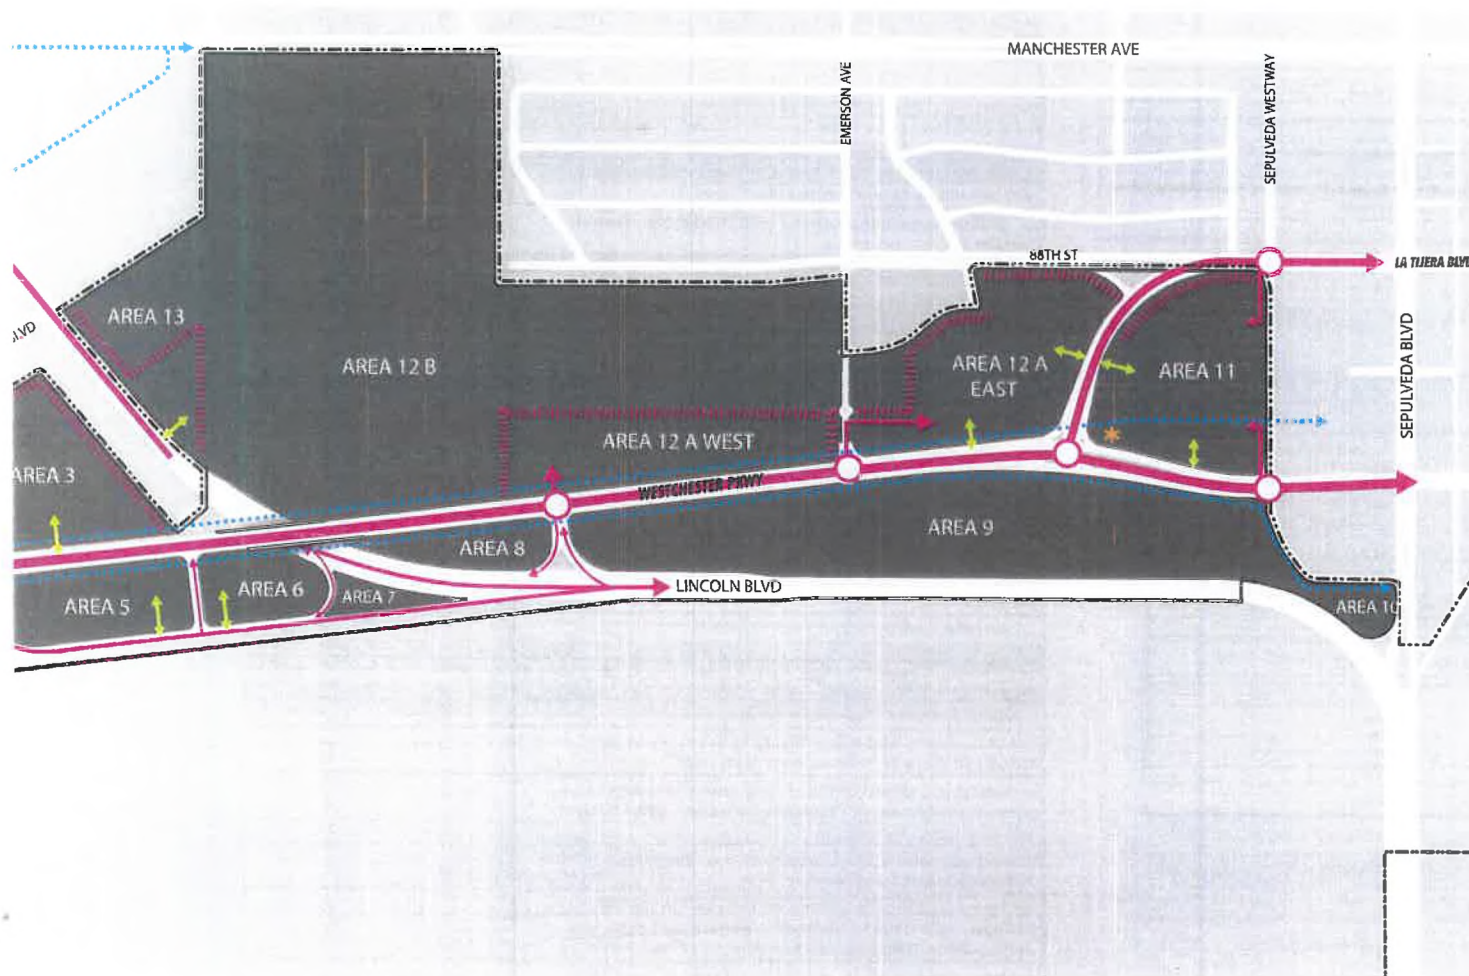 MANCHESTER AVE
EMERSON AVE
SEPULVEDA WESTWAY
88TH ST
LA TIJERA BLVD
SEPULVEDA BLVD
BLVD
AREA 13
AREA 12 B
AREA 12 A
EAST
AREA 11
AREA 12 A WEST
AREA 3
WESTCHESTER PKWY
AREA 9
AREA 8
AREA 6
AREA 7
AREA 5
LINCOLN BLVD
AREA 10